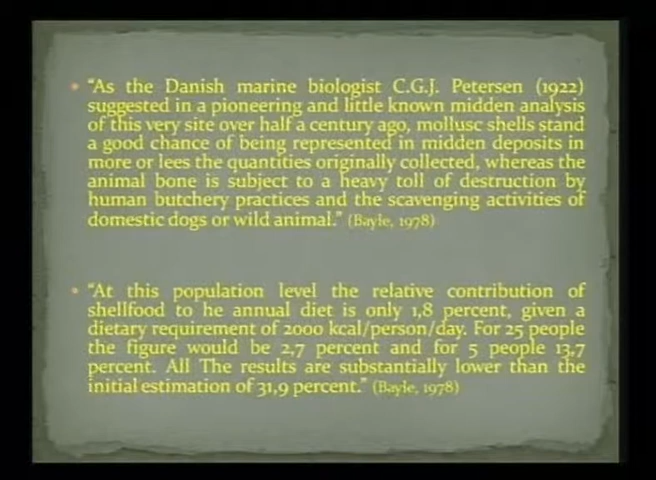 “As the Danish marine biologist C.G.J. Petersen (1922)
suggested in a pioneering and little known midden analysis
of this very site over half a century ago, mollusc shells stand
a good chance of being represented in midden deposits in
more or lees the quantities originally collected, whereas the
animal bone is subject to a heavy toll of destruction by
human butchery practices and the scavenging activities of
domestic dogs or wild animal.” (Bayle, 1978)
“At this population level the relative contribution of
shellfood to he annual diet is only 1,8 percent, given a
dietary requirement of 2000 kcal/person/day. For 25 people
the figure would be 2,7 percent and for 5 people 13,7
percent. All The results are substantially lower than the
initial estimation of 31,9 percent.” (Bayle, 1978)